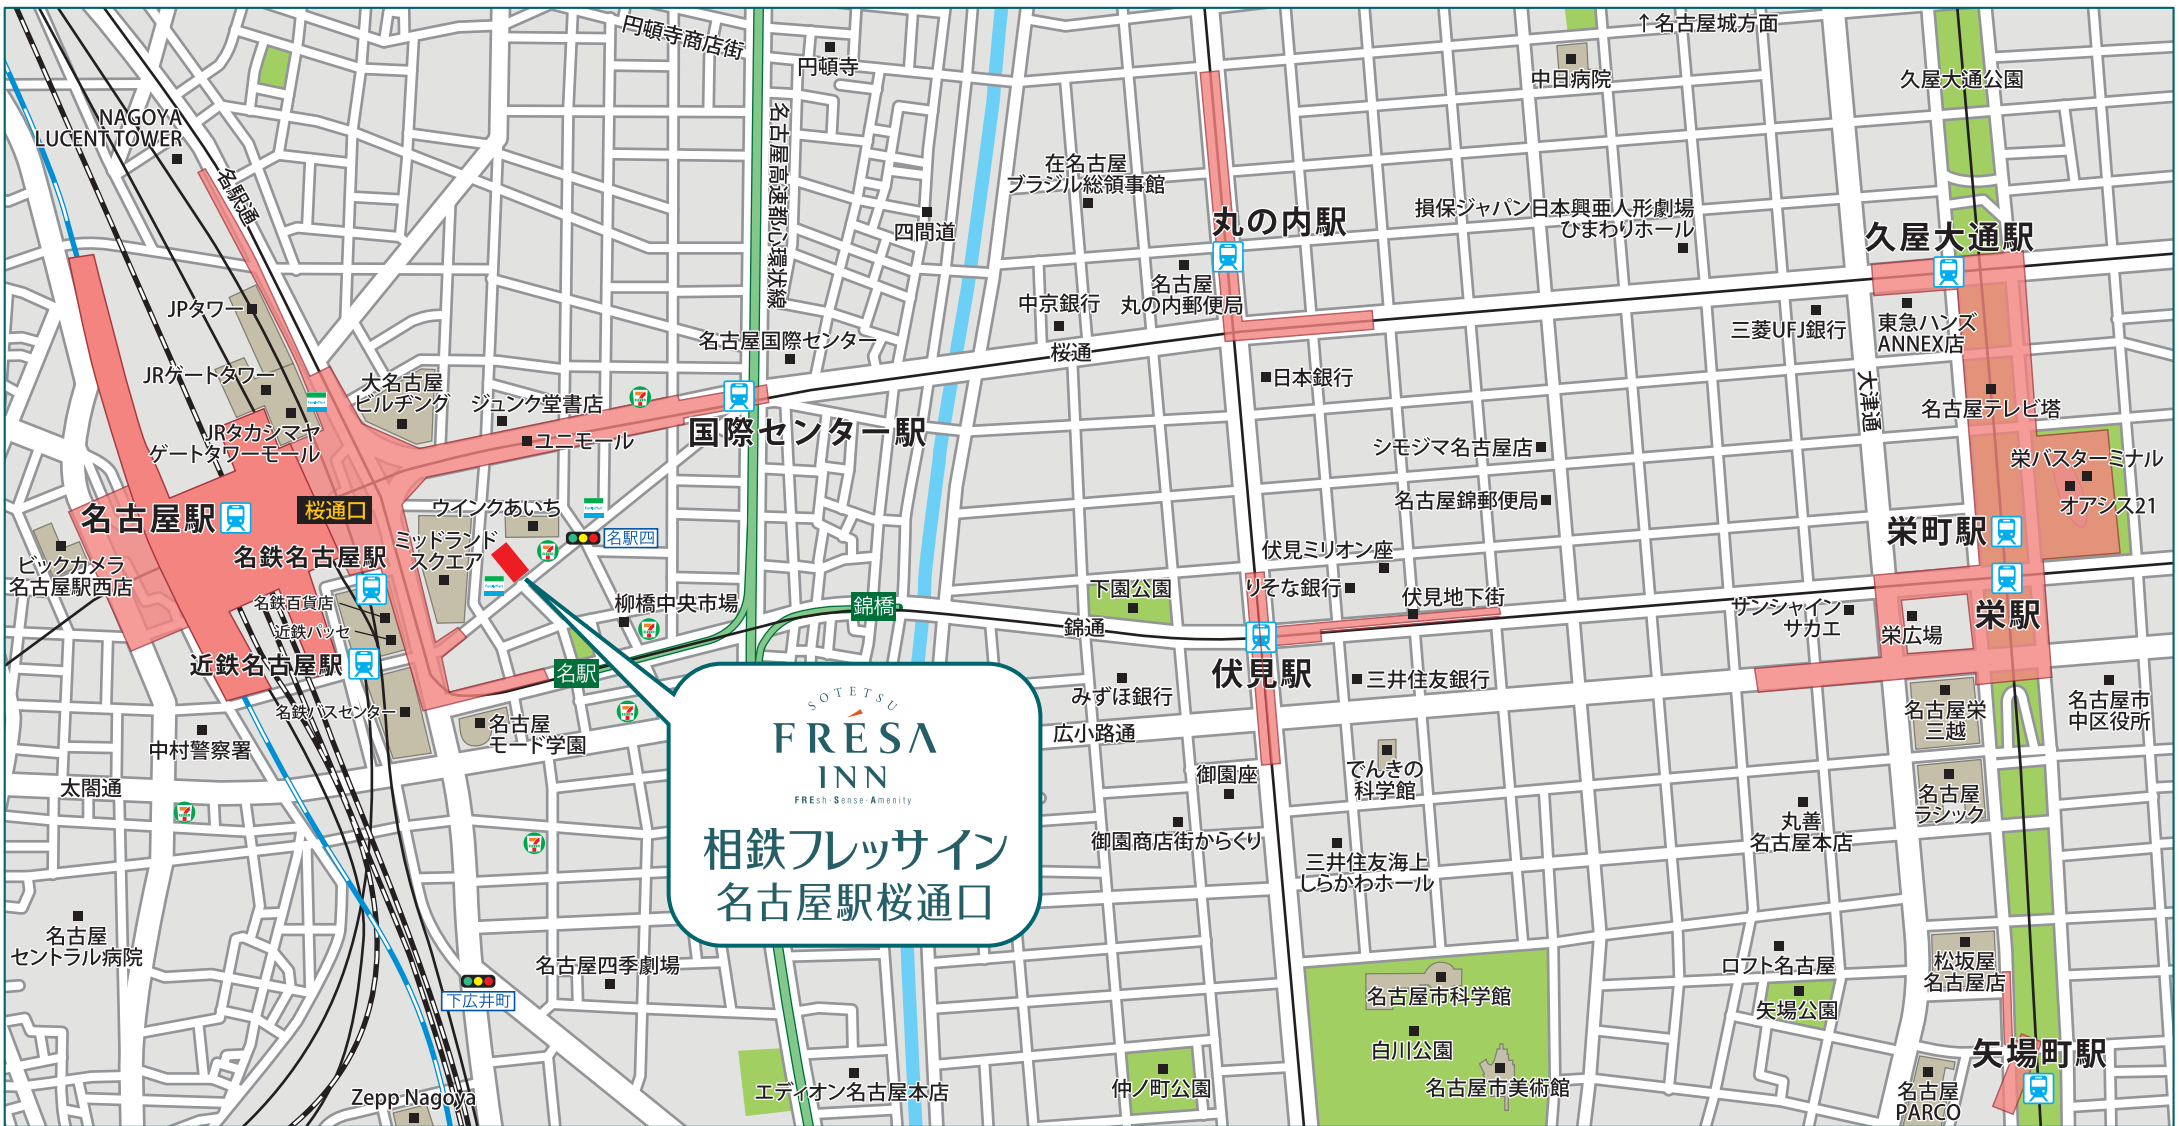 円頓寺商店街
円頓寺
↑名古屋城方面
中日病院
久屋大通公園
NAGOYA
LUCENT TOWER
名駅通
名古屋高速都心環状線
四間道
在名古屋
ブラジル総領事館
丸の内駅
損保ジャパン日本興亜人形劇場
ひまわりホール
久屋大通駅
JPタワー
名古屋
丸の内郵便局
中京銀行
名古屋国際センター
桜通
三菱UFJ銀行
東急ハンズ
ANNEX店
JRゲートタワー
大名古屋
ビルヂング
ジュンク堂書店
ユニモール
国際センター駅
日本銀行
大津通
名古屋テレビ塔
JRタカシマヤ
ゲートタワーモール
シモジマ名古屋店
栄バスターミナル
オアシス21
名古屋錦郵便局
名古屋駅
桜通口
ウインクあいち
名駅四
ミッドランド
スクエア
名鉄名古屋駅
ビックカメラ
名古屋駅西店
伏見ミリオン座
りそな銀行
栄町駅
下園公園
伏見地下街
名鉄百貨店
近鉄パッセ
柳橋中央市場
錦橋
錦通
サンシャイン
サカエ
栄広場
栄駅
近鉄名古屋駅
名駅
伏見駅
三井住友銀行
みずほ銀行
名鉄バスセンター
名古屋
モード学園
広小路通
名古屋栄
三越
名古屋市
中区役所
中村警察署
太閤通
御園座
でんきの
科学館
名古屋
ラシック
SOTETSU
FRESA
INN
FREsh·Sense·Amenity
相鉄フレッサイン
名古屋駅桜通口
御園商店街からくり
三井住友海上
しらかわホール
丸善
名古屋本店
名古屋
セントラル病院
名古屋四季劇場
下広井町
名古屋市科学館
白川公園
名古屋市美術館
ロフト名古屋
矢場公園
松坂屋
名古屋店
矢場町駅
Zepp Nagoya
エディオン名古屋本店
仲ノ町公園
名古屋
PARCO